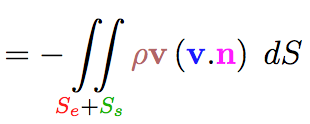 = − ∬_{S_e+S_s} ρv (v.n) dS